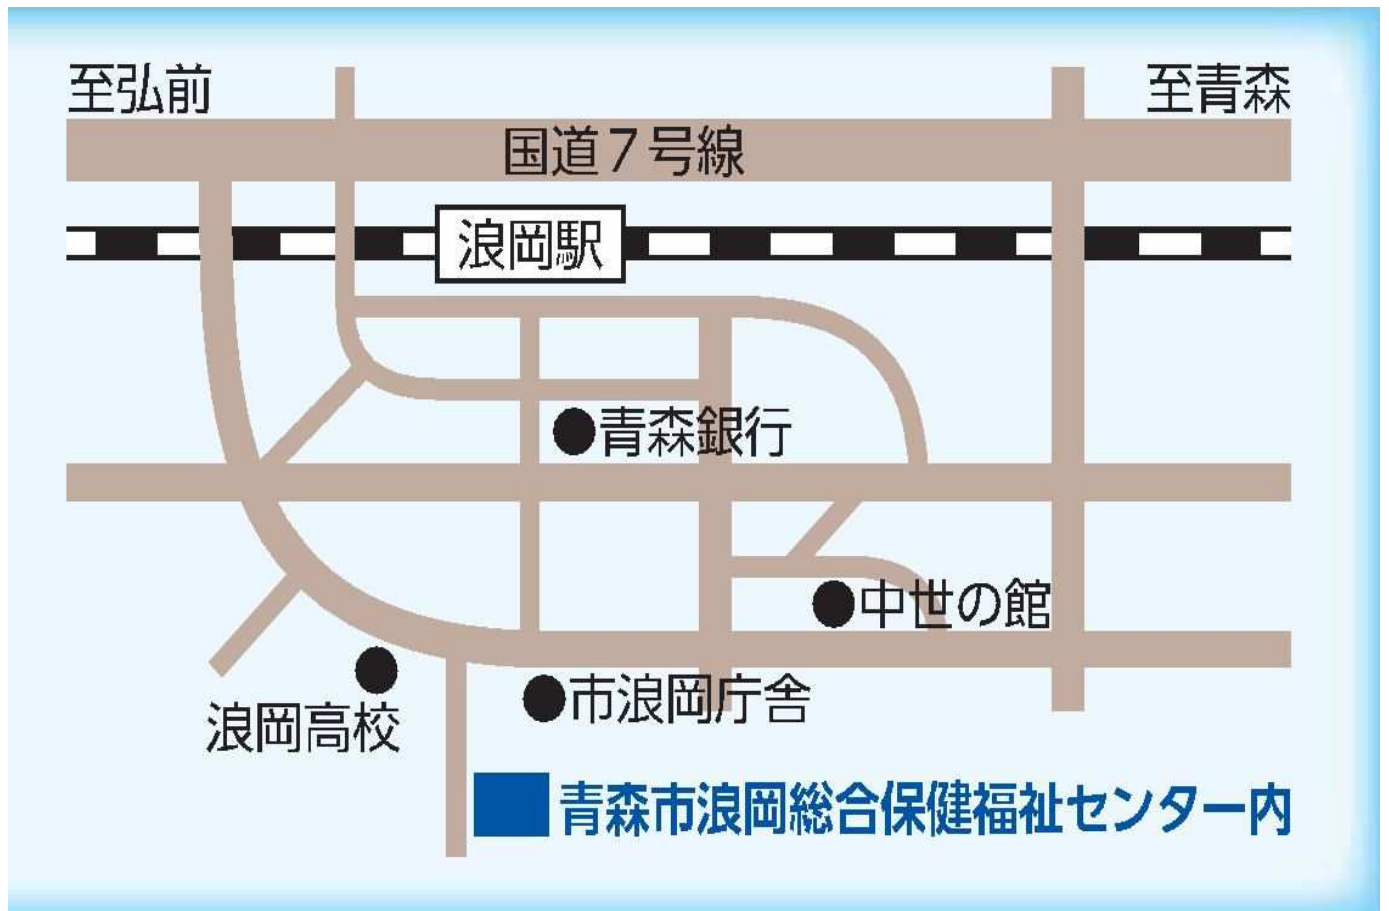 至弘前
至青森
国道7号線
浪岡駅
青森銀行
中世の館
市浪岡庁舎
浪岡高校
青森市浪岡総合保健福祉センター内